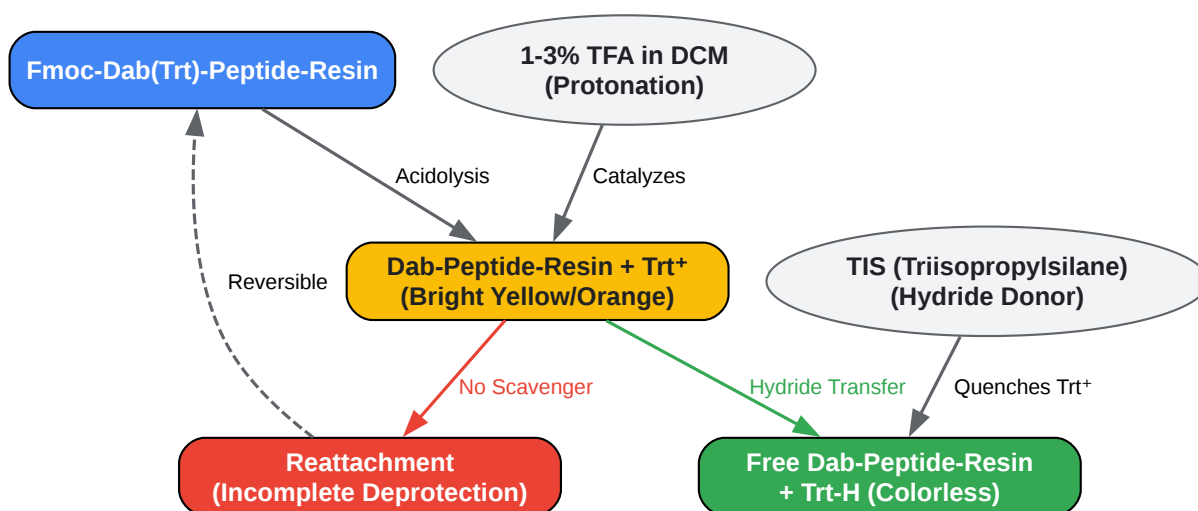 Fmoc-Dab(Trt)-Peptide-Resin
1-3% TFA in DCM
(Protonation)
Acidolysis
Catalyzes
Dab-Peptide-Resin + Trt⁺
(Bright Yellow/Orange)
TIS (Triisopropylsilane)
(Hydride Donor)
Reversible
No Scavenger
Hydride Transfer
Quenches Trt⁺
Reattachment
(Incomplete Deprotection)
Free Dab-Peptide-Resin
+ Trt-H (Colorless)